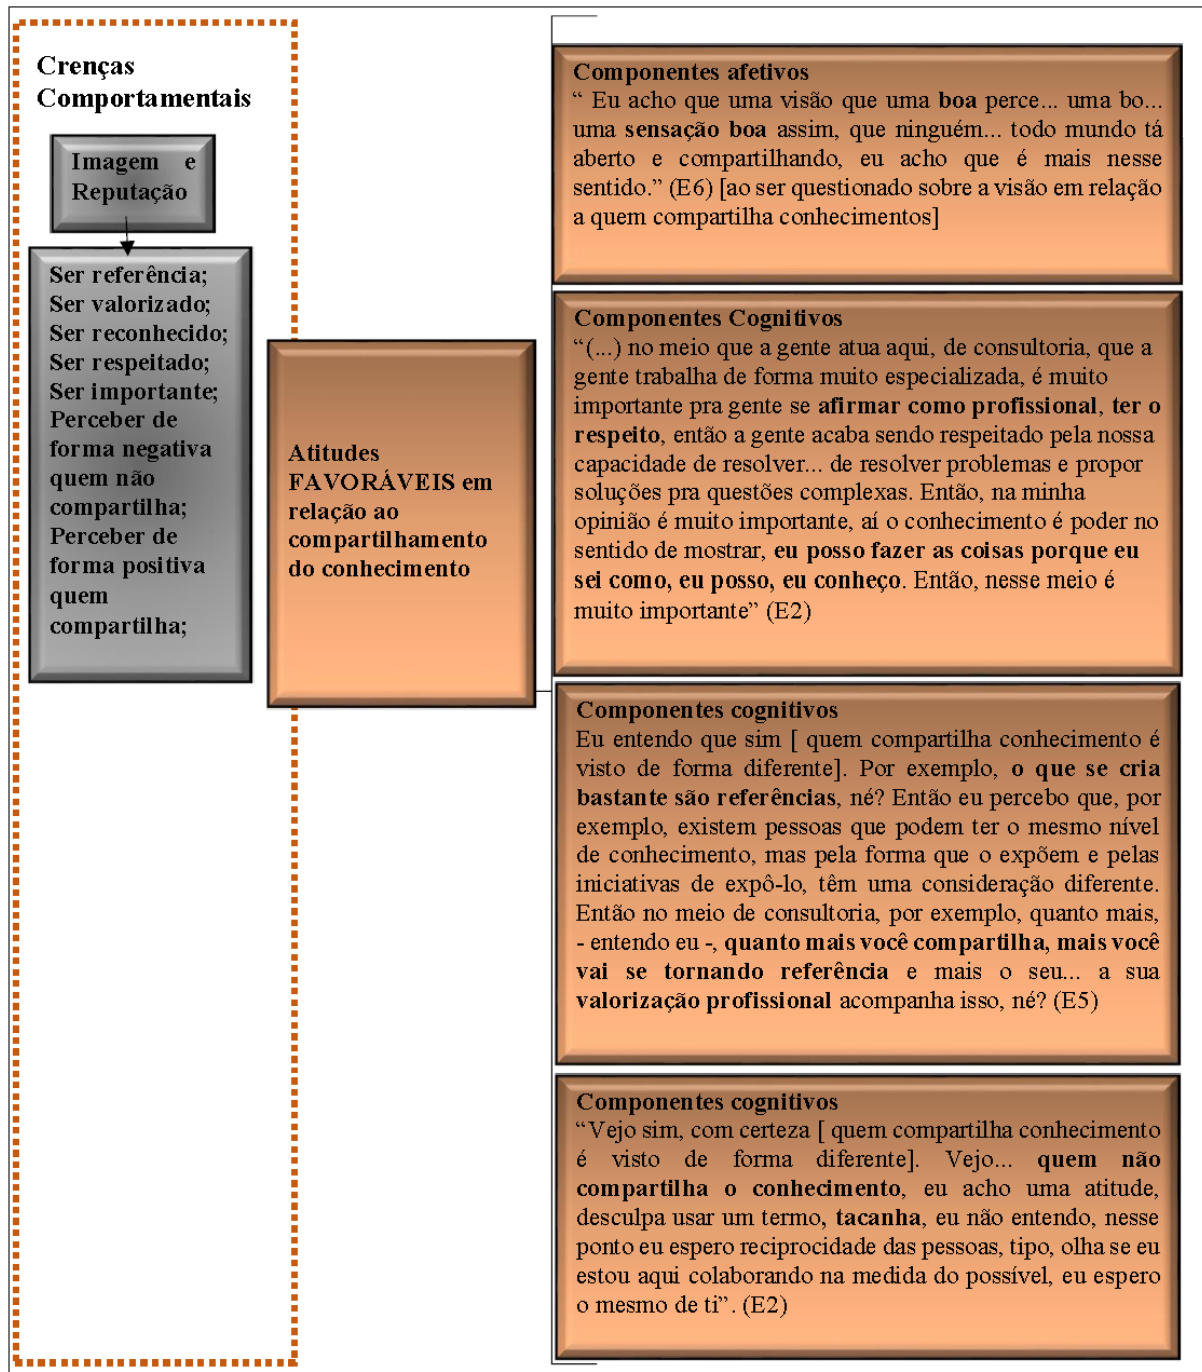 Crenças
Comportamentais
Imagem e
Reputação
Ser referência;
Ser valorizado;
Ser reconhecido;
Ser respeitado;
Ser importante;
Perceber de
forma negativa
quem não
compartilha;
Perceber de
forma positiva
quem
compartilha;
Atitudes
FAVORÁVEIS em
relação ao
compartilhamento
do conhecimento
Componentes afetivos
“ Eu acho que uma visão que uma boa perce... uma bo...
uma sensação boa assim, que ninguém... todo mundo tá
aberto e compartilhando, eu acho que é mais nesse
sentido.” (E6) [ao ser questionado sobre a visão em relação
a quem compartilha conhecimentos]
Componentes Cognitivos
“(...) no meio que a gente atua aqui, de consultoria, que a
gente trabalha de forma muito especializada, é muito
importante pra gente se afirmar como profissional, ter o
respeito, então a gente acaba sendo respeitado pela nossa
capacidade de resolver... de resolver problemas e propor
soluções pra questões complexas. Então, na minha
opinião é muito importante, aí o conhecimento é poder no
sentido de mostrar, eu posso fazer as coisas porque eu
sei como, eu posso, eu conheço. Então, nesse meio é
muito importante” (E2)
Componentes cognitivos
Eu entendo que sim [ quem compartilha conhecimento é
visto de forma diferente]. Por exemplo, o que se cria
bastante são referências, né? Então eu percebo que, por
exemplo, existem pessoas que podem ter o mesmo nível
de conhecimento, mas pela forma que o expõem e pelas
iniciativas de expô-lo, têm uma consideração diferente.
Então no meio de consultoria, por exemplo, quanto mais,
- entendo eu -, quanto mais você compartilha, mais você
vai se tornando referência e mais o seu... a sua
valorização profissional acompanha isso, né? (E5)
Componentes cognitivos
“Vejo sim, com certeza [ quem compartilha conhecimento
é visto de forma diferente]. Vejo... quem não
compartilha o conhecimento, eu acho uma atitude,
desculpa usar um termo, tacanha, eu não entendo, nesse
ponto eu espero reciprocidade das pessoas, tipo, olha se eu
estou aqui colaborando na medida do possível, eu espero
o mesmo de ti”. (E2)